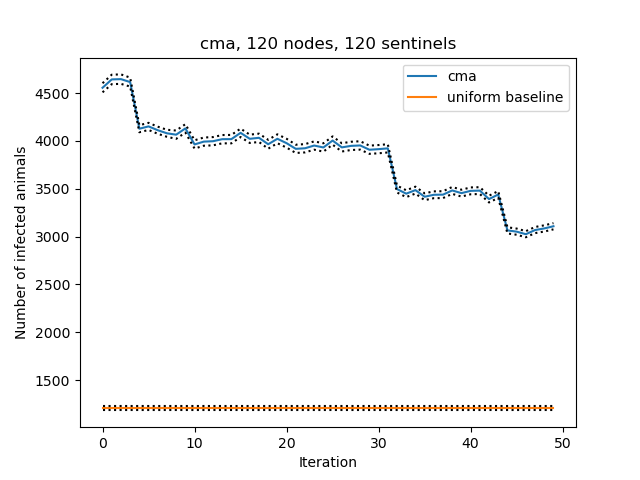 cma, 120 nodes, 120 sentinels
cma
uniform baseline
4500
4000
3500
3000
2500
2000
1500
Number of infected animals
0
10
20
30
40
50
Iteration